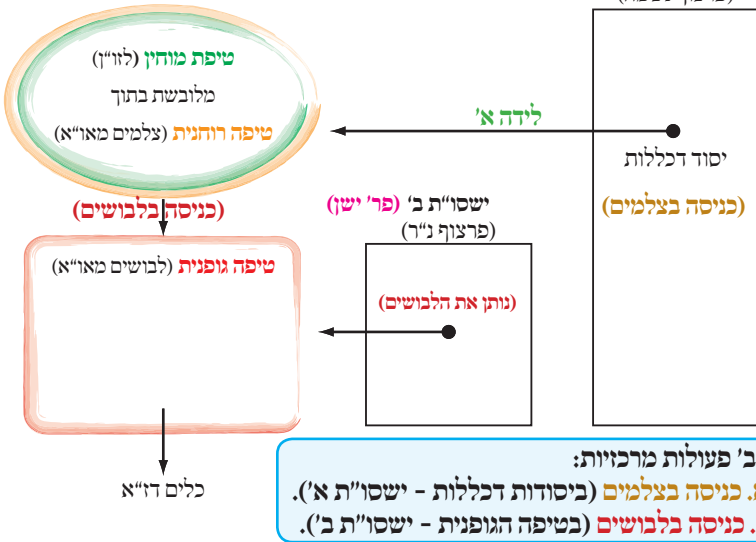 טיפת מוחין (לזו"ן)
מלובשת בתוך
טיפה רוחנית (צלמים מאו"א)
לידה א'
יסוד דכללות
(כניסה בצלמים)
(כניסה בלבושים)
ישסו"ת ב' (פר' ישן)
(פרצוף נ"ר)
טיפה גופנית (לבושים מאו"א)
(נותן את הלבושים)
כלים דז"א
ב' פעולות מרכזיות:
כניסה בצלמים (ביסודות דכללות - ישסו"ת א').
כניסה בלבושים (בטיפה הגופנית - ישסו"ת ב').